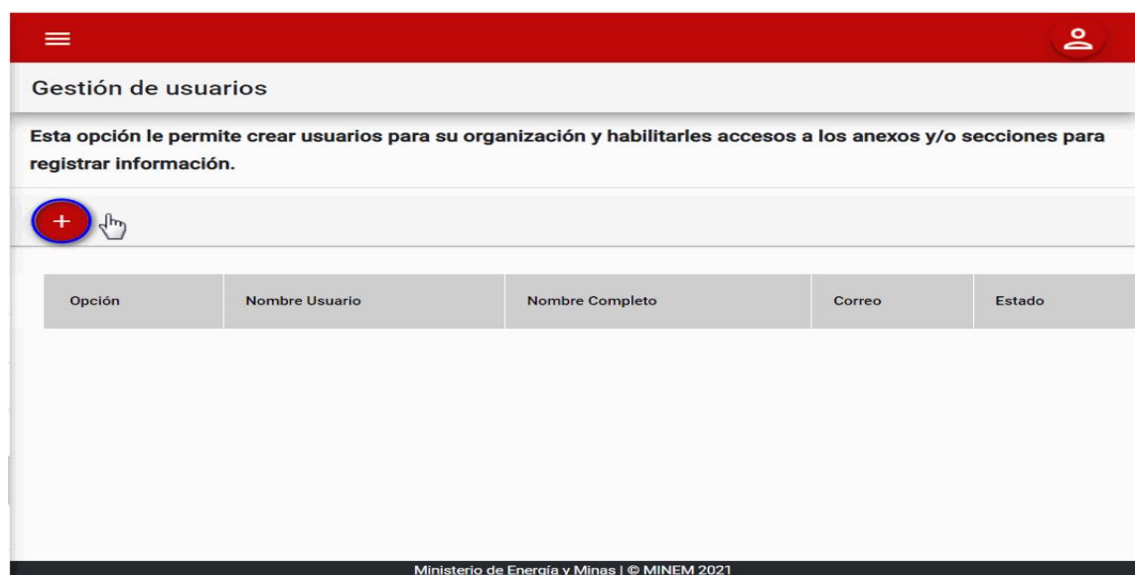 Gestión de usuarios
Esta opción le permite crear usuarios para su organización y habilitarles accesos a los anexos y/o secciones para
registrar información.
+
Opción Nombre Usuario Nombre Completo Correo Estado
Ministerio de Energía y Minas | © MINEM 2021